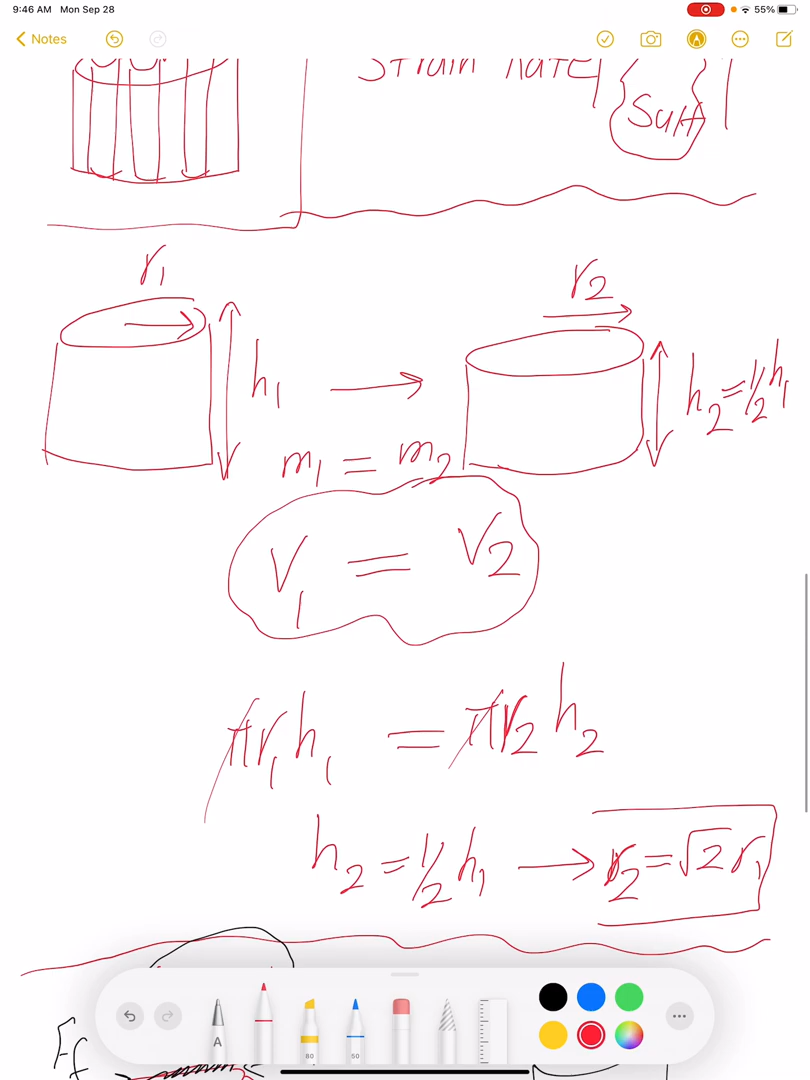 9:46 AM Mon Sep 28
55%
Notes
Strain Rate
r1
r2
h1
h2 = 1/2 h1
m1 = m2
V1 = V2
πr1h1 = πr2h2
h2 = 1/2 h1 → r2 = √2 r1
Ff
A
80
50